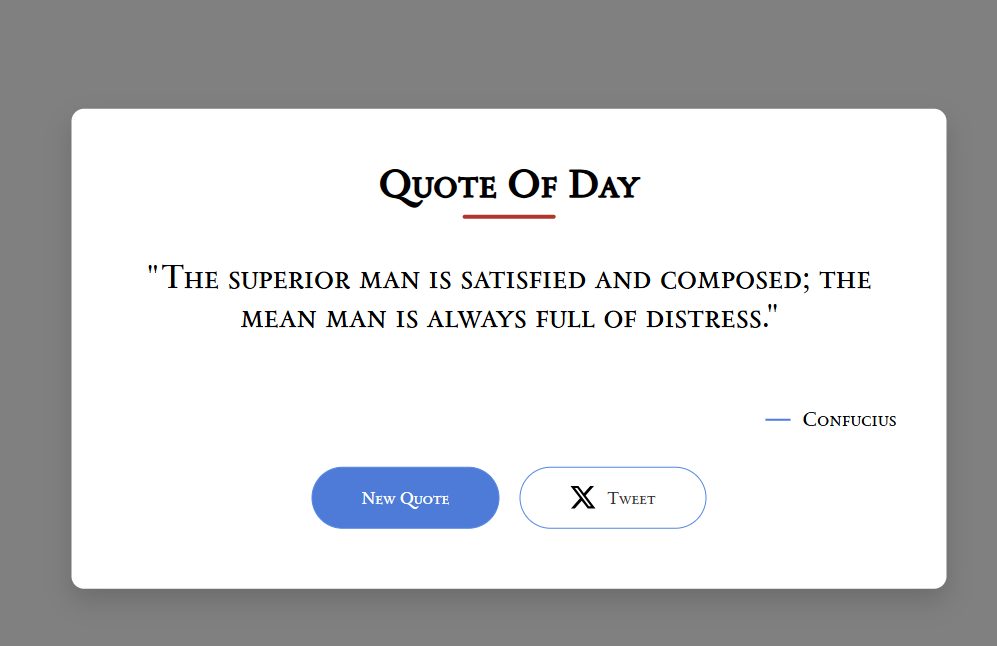 Quote Of Day
"The superior man is satisfied and composed; the
mean man is always full of distress."
— Confucius
New Quote
Tweet